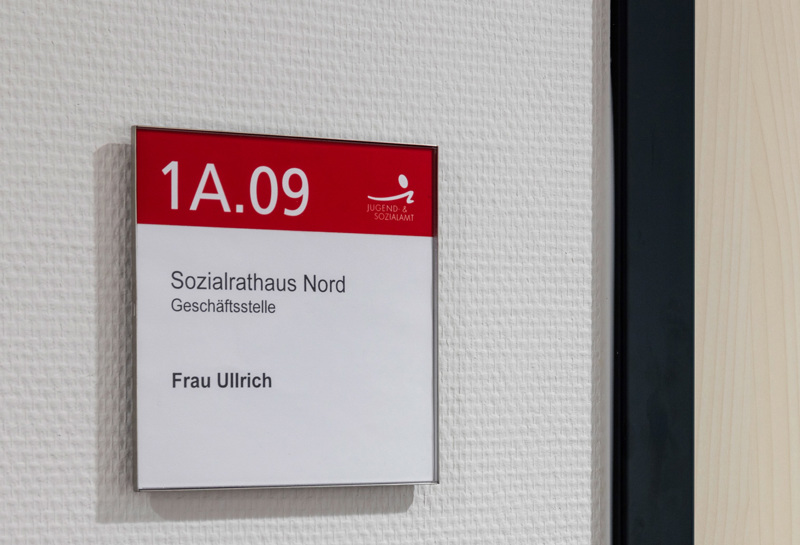 1A.09
JUGEND &
SOZIALAMT
Sozialrathaus Nord
Geschäftsstelle
Frau Ullrich